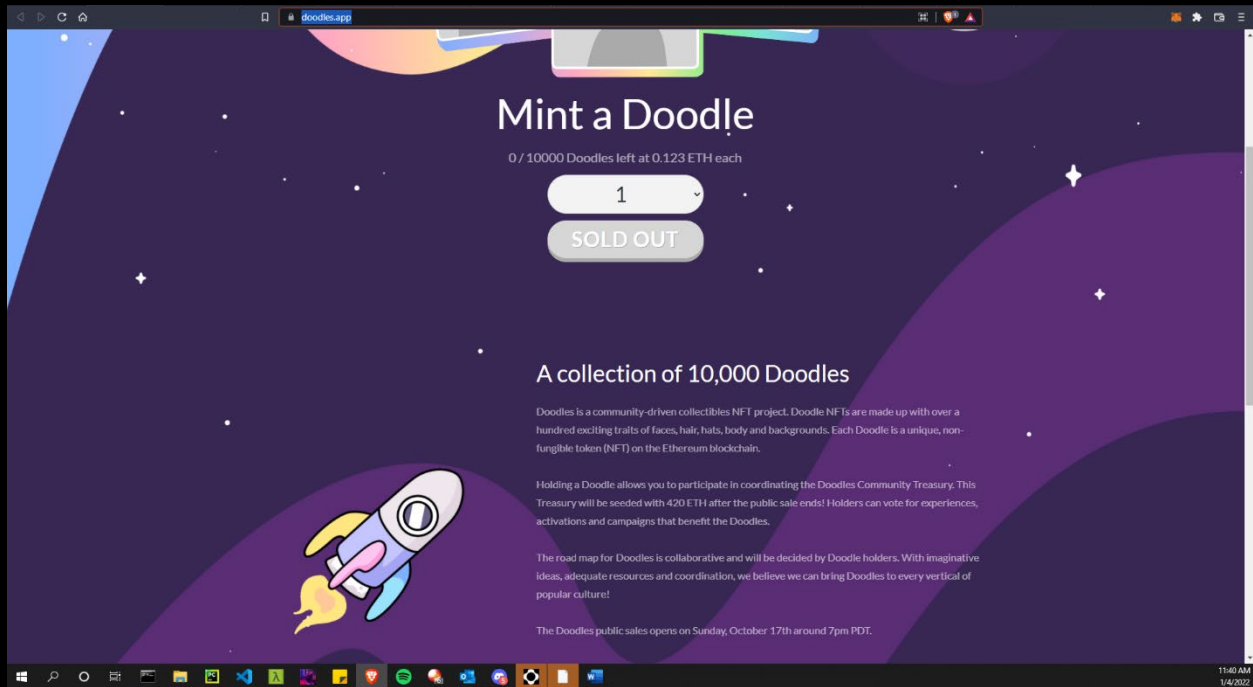 doodles.app
Mint a Doodle
0 / 10000 Doodles left at 0.123 ETH each
1
SOLD OUT
A collection of 10,000 Doodles
Doodles is a community-driven collectibles NFT project. Doodle NFTs are made up with over a
hundred exciting traits of faces, hair, hats, body and backgrounds. Each Doodle is a unique, non-
fungible token (NFT) on the Ethereum blockchain.
Holding a Doodle allows you to participate in coordinating the Doodles Community Treasury. This
Treasury will be seeded with 420 ETH after the public sale ends! Holders can vote for experiences,
activations and campaigns that benefit the Doodles.
The road map for Doodles is collaborative and will be decided by Doodle holders. With imaginative
ideas, adequate resources and coordination, we believe we can bring Doodles to every vertical of
popular culture!
The Doodles public sales opens on Sunday, October 17th around 7pm PDT.
11:40 AM
1/4/2022